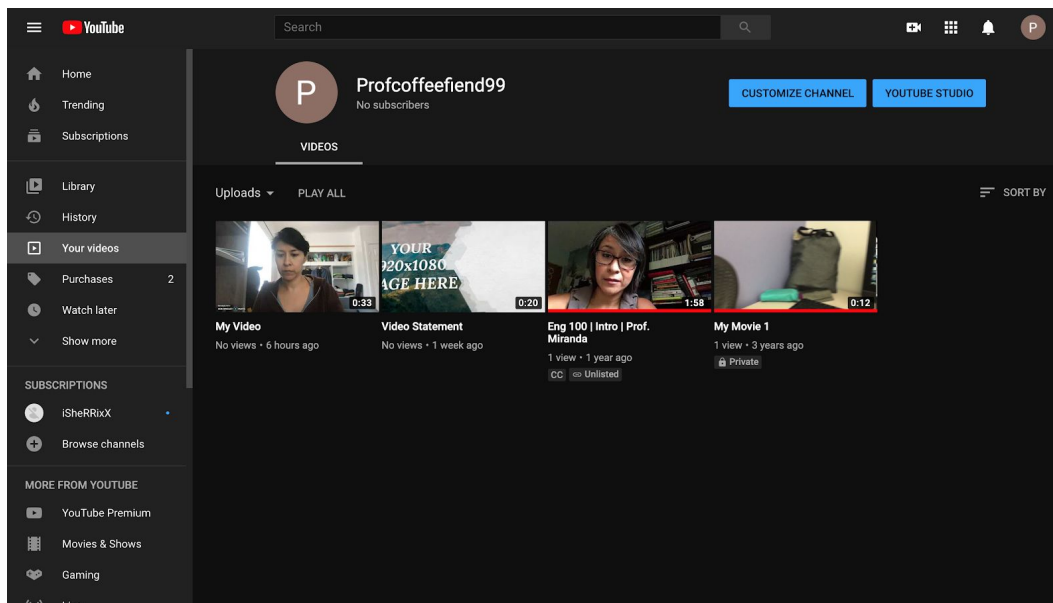 YouTube
Search
P
Home
Trending
Subscriptions
Library
History
Your videos
Purchases 2
Watch later
Show more
SUBSCRIPTIONS
iSheRRixX
Browse channels
MORE FROM YOUTUBE
YouTube Premium
Movies & Shows
Gaming
P
Profcoffeefiend99
No subscribers
CUSTOMIZE CHANNEL YOUTUBE STUDIO
VIDEOS
Uploads PLAY ALL SORT BY
0:33
My Video
No views • 6 hours ago
YOUR
920x1080
AGE HERE
0:20
Video Statement
No views • 1 week ago
1:58
Eng 100 | Intro | Prof.
Miranda
1 view • 1 year ago
CC Unlisted
0:12
My Movie 1
1 view • 3 years ago
Private